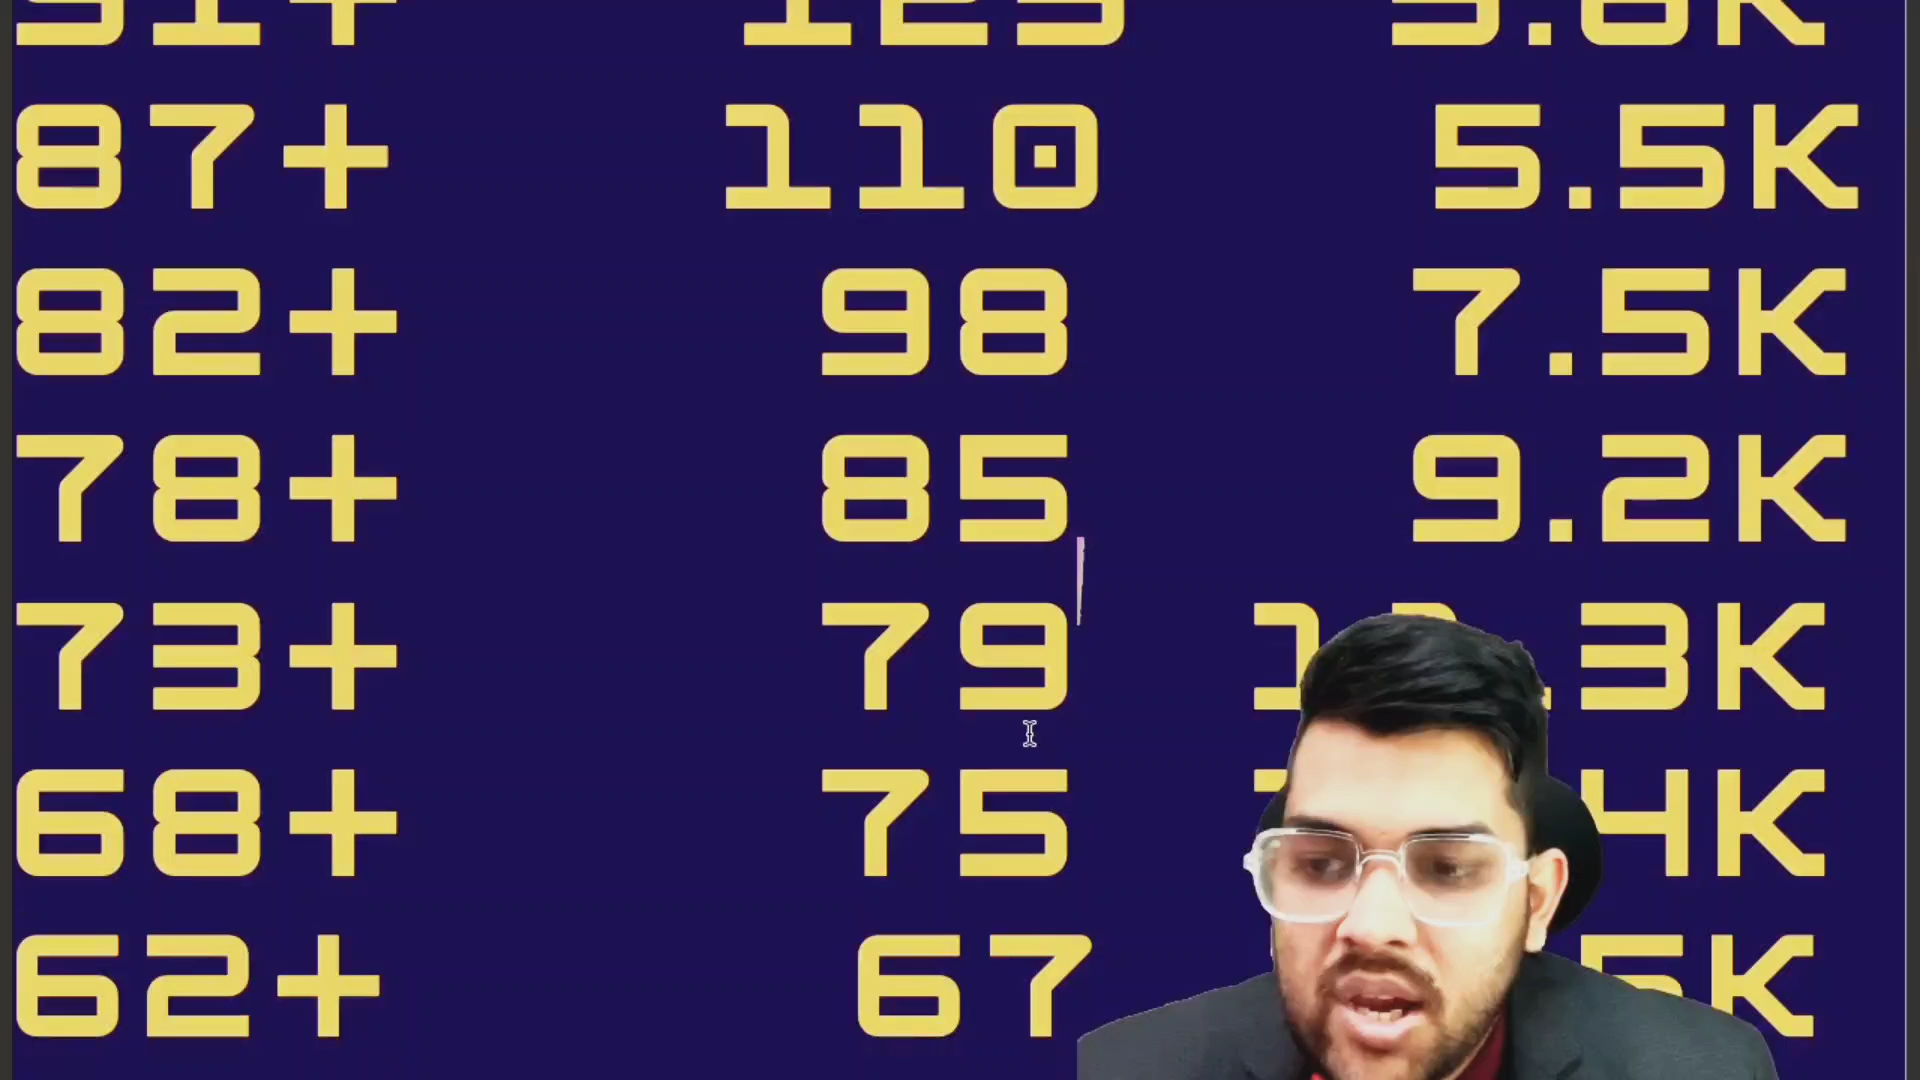 87+ 110 5.5K
82+ 98 7.5K
78+ 85 9.2K
73+ 79
68+ 75
62+ 67